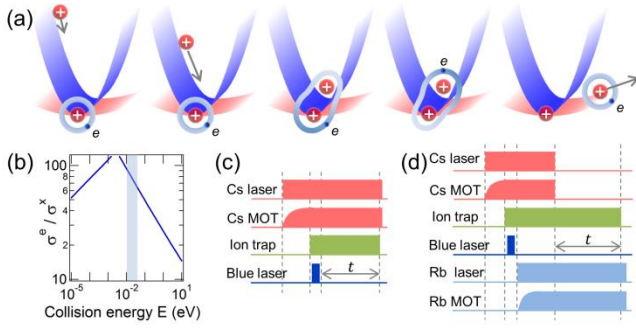 (a)
e
e
e
e
e
(b)
100
8
6
4
2
10
σᵉ / σˣ
10⁻⁵
10⁻²
10¹
Collision energy E (eV)
(c)
Cs laser
Cs MOT
Ion trap
Blue laser
t
(d)
Cs laser
Cs MOT
Ion trap
t
Blue laser
Rb laser
Rb MOT